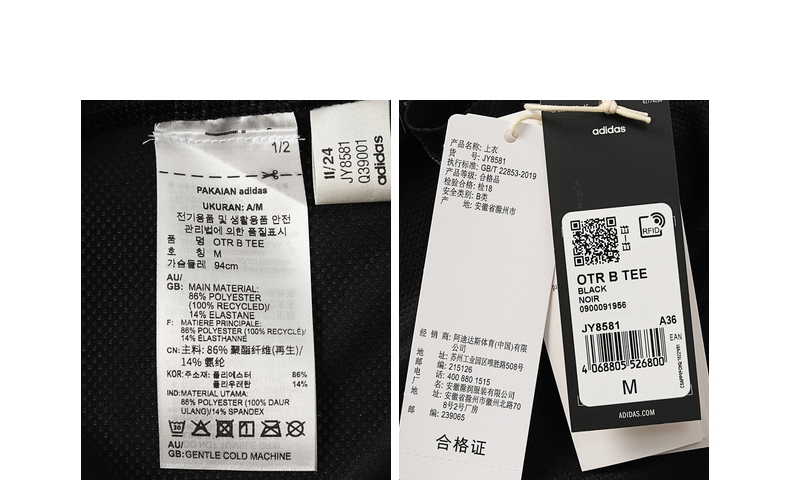 1/2
PAKAIAN adidas
UKURAN: A/M
전기용품 및 생활용품 안전
관리법에 의한 품질표시
품 명 OTR B TEE
호 칭 M
가슴둘레 94cm
AU/
GB: MAIN MATERIAL:
86% POLYESTER
(100% RECYCLED)/
14% ELASTANE
F: MATIERE PRINCIPALE:
86% POLYESTER (100% RECYCLÉ)/
14% ÉLASTHANNE
CN: 主料: 86% 聚酯纤维(再生)/
14% 氨纶
KOR: 주소재: 폴리에스터 86%
폴리우레탄 14%
IND: MATERIAL UTAMA:
86% POLYESTER (100% DAUR
ULANG)/14% SPANDEX
AU/
GB: GENTLE COLD MACHINE
11/24
JY8581
Q39001
adidas
产品名称: 上衣
货 号: JY8581
执行标准: GB/T 22853-2019
产品等级: 合格品
检验合格: 检18
安全类别: B类
产 地: 安徽省滁州市
经 销 商: 阿迪达斯体育(中国)有限
公司
地 址: 苏州工业园区唯胜路508号
邮 编: 215126
电 话: 400 880 1515
厂 名: 安徽滁润服装有限公司
地 址: 安徽省滁州市徽州北路70
8号2号厂房
邮 编: 239065
合格证
adidas
RFID
OTR B TEE
BLACK
NOIR
0900091956
JY8581 A36
EAN
4 068805 526800
M
ADIDAS.COM